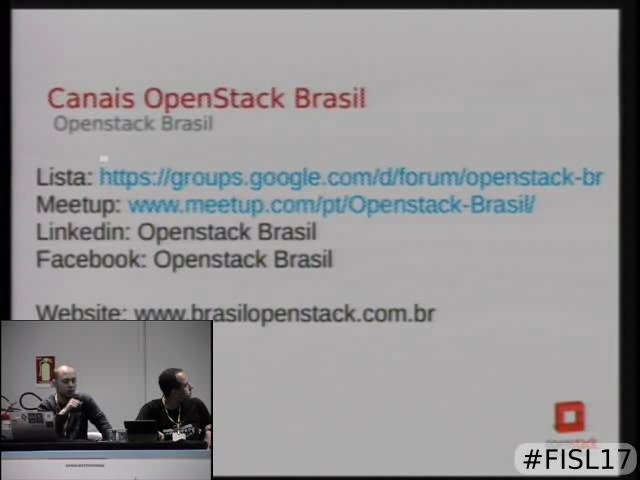 Canais OpenStack Brasil
Openstack Brasil
Lista: https://groups.google.com/d/forum/openstack-br
Meetup: www.meetup.com/pt/Openstack-Brasil/
Linkedin: Openstack Brasil
Facebook: Openstack Brasil
Website: www.brasilopenstack.com.br
#FISL17